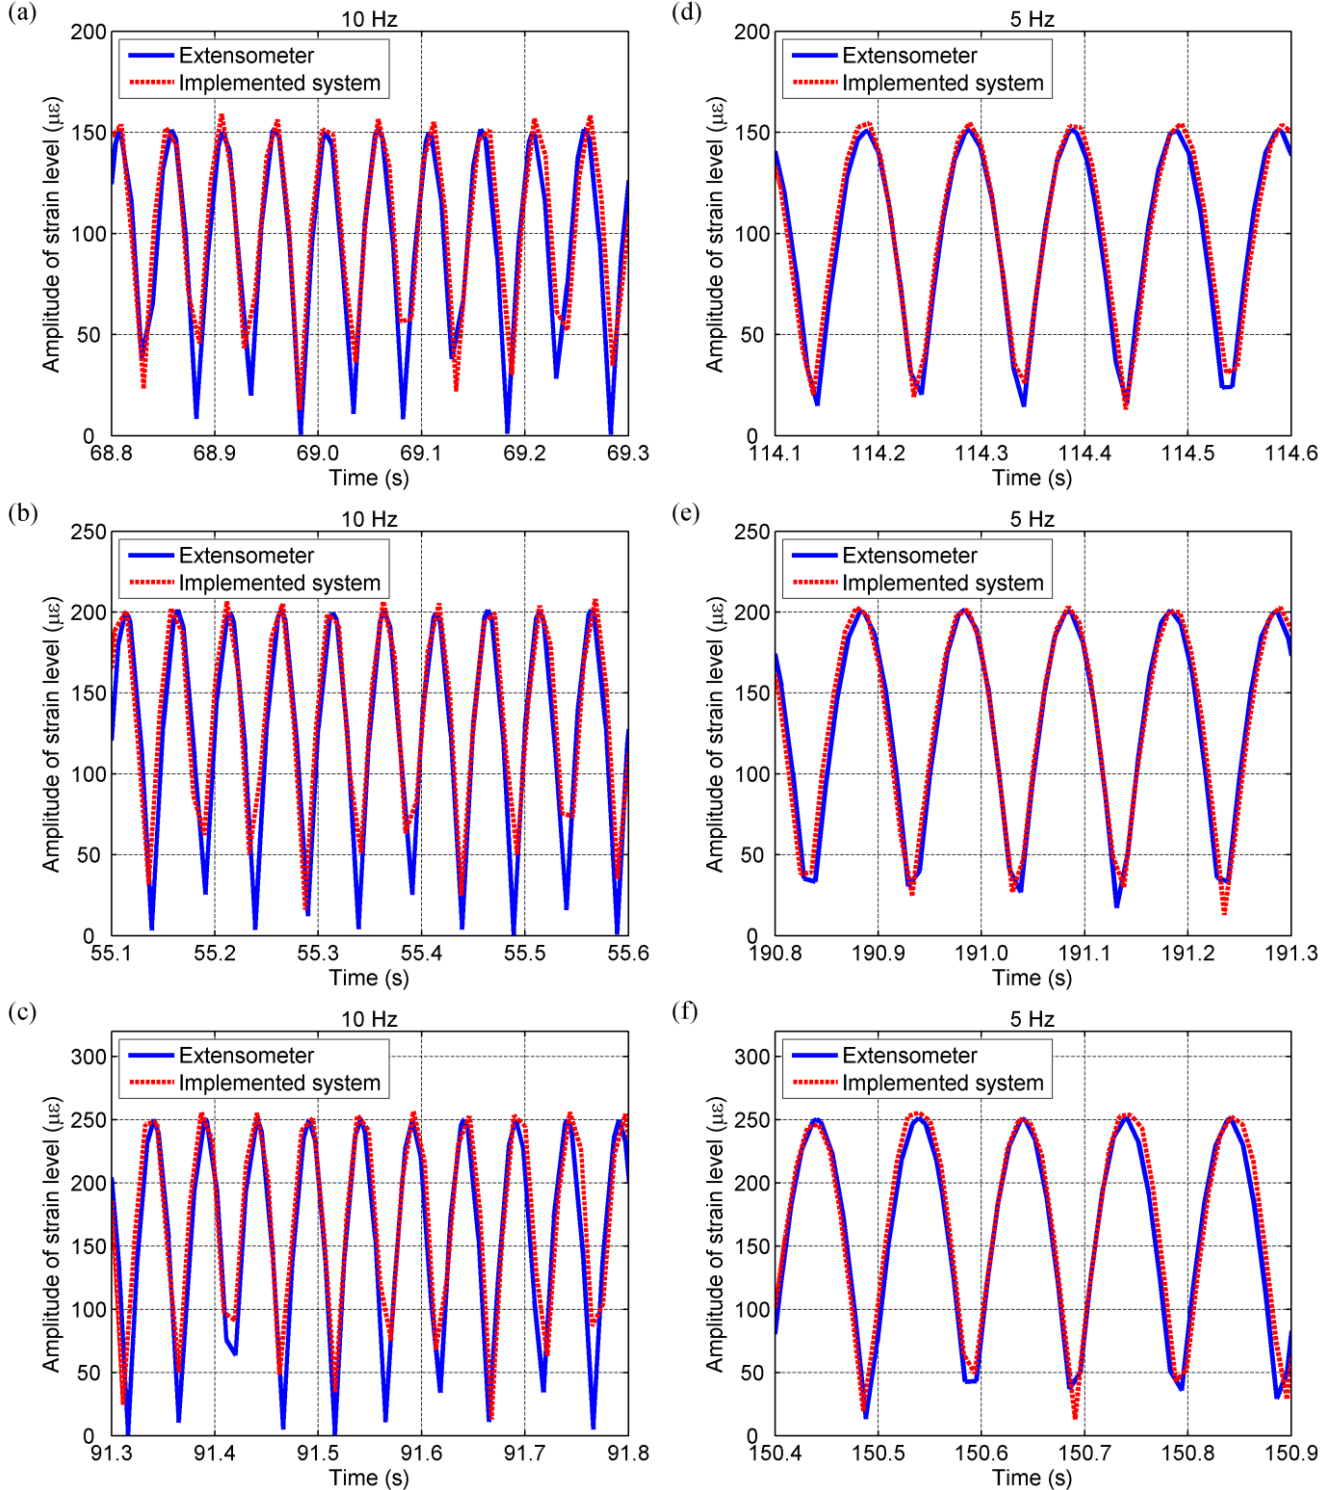 (a)
10 Hz
Extensometer
Implemented system
Amplitude of strain level (με)
200
150
100
50
0
68.8 68.9 69.0 69.1 69.2 69.3
Time (s)
(d)
5 Hz
Extensometer
Implemented system
Amplitude of strain level (με)
200
150
100
50
0
114.1 114.2 114.3 114.4 114.5 114.6
Time (s)
(b)
10 Hz
Extensometer
Implemented system
Amplitude of strain level (με)
250
200
150
100
50
0
55.1 55.2 55.3 55.4 55.5 55.6
Time (s)
(e)
5 Hz
Extensometer
Implemented system
Amplitude of strain level (με)
250
200
150
100
50
0
190.8 190.9 191.0 191.1 191.2 191.3
Time (s)
(c)
10 Hz
Extensometer
Implemented system
Amplitude of strain level (με)
300
250
200
150
100
50
0
91.3 91.4 91.5 91.6 91.7 91.8
Time (s)
(f)
5 Hz
Extensometer
Implemented system
Amplitude of strain level (με)
300
250
200
150
100
50
0
150.4 150.5 150.6 150.7 150.8 150.9
Time (s)